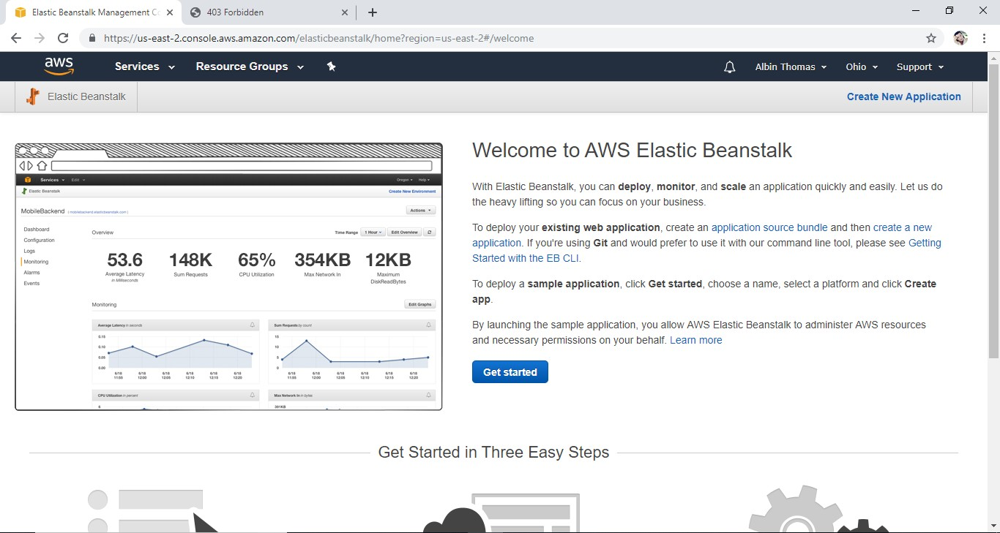 Elastic Beanstalk Management Co
403 Forbidden
https://us-east-2.console.aws.amazon.com/elasticbeanstalk/home?region=us-east-2#/welcome
aws
Services
Resource Groups
Albin Thomas
Ohio
Support
Elastic Beanstalk
Create New Application
Services
Edit
Oregon
Help
Elastic Beanstalk
Create New Environment
MobileBackend
( mobilebackend.elasticbeanstalk.com )
Actions
Dashboard
Configuration
Logs
Monitoring
Alarms
Events
Overview
Time Range
1 Hour
Edit Overview
53.6
Average Latency
in Milliseconds
148K
Sum Requests
65%
CPU Utilization
354KB
Max Network In
12KB
Maximum
DiskReadBytes
Monitoring
Edit Graphs
Average Latency in seconds
0.15
0.10
0.05
0.00
6/18 6/18 6/18 6/18 6/18 6/18
11:55 12:00 12:05 12:10 12:15 12:20
Sum Requests by count
15
10
5
0
6/18 6/18 6/18 6/18 6/18 6/18
11:55 12:00 12:05 12:10 12:15 12:20
CPU Utilization in percent
6
Max Network In in bytes
391KB
Welcome to AWS Elastic Beanstalk
With Elastic Beanstalk, you can deploy, monitor, and scale an application quickly and easily. Let us do
the heavy lifting so you can focus on your business.
To deploy your existing web application, create an application source bundle and then create a new
application. If you're using Git and would prefer to use it with our command line tool, please see Getting
Started with the EB CLI.
To deploy a sample application, click Get started, choose a name, select a platform and click Create
app.
By launching the sample application, you allow AWS Elastic Beanstalk to administer AWS resources
and necessary permissions on your behalf. Learn more
Get started
Get Started in Three Easy Steps